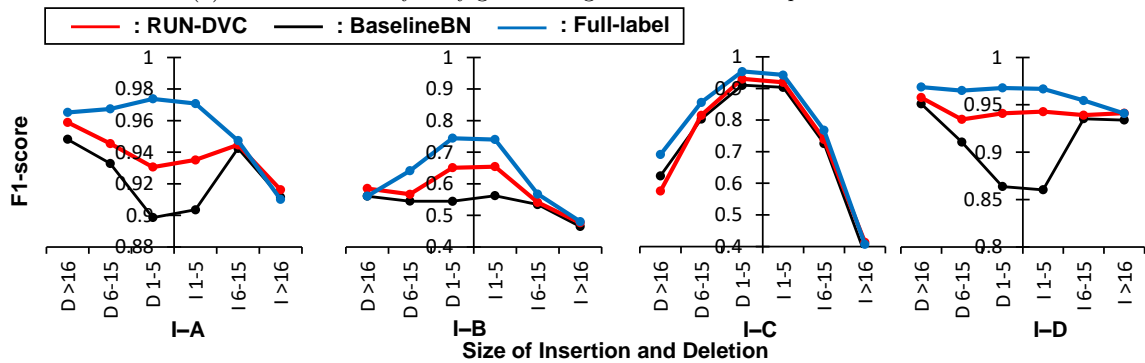 : RUN-DVC : BaselineBN : Full-label
F1-score
1
0.98
0.96
0.94
0.92
0.9
0.88
D >16
D 6-15
D 1-5
I 1-5
I 6-15
I >16
I–A
1
0.9
0.8
0.7
0.6
0.5
0.4
D >16
D 6-15
D 1-5
I 1-5
I 6-15
I >16
I–B
1
0.9
0.8
0.7
0.6
0.5
0.4
D >16
D 6-15
D 1-5
I 1-5
I 6-15
I >16
I–C
1
0.95
0.9
0.85
0.8
D >16
D 6-15
D 1-5
I 1-5
I 6-15
I >16
I–D
Size of Insertion and Deletion